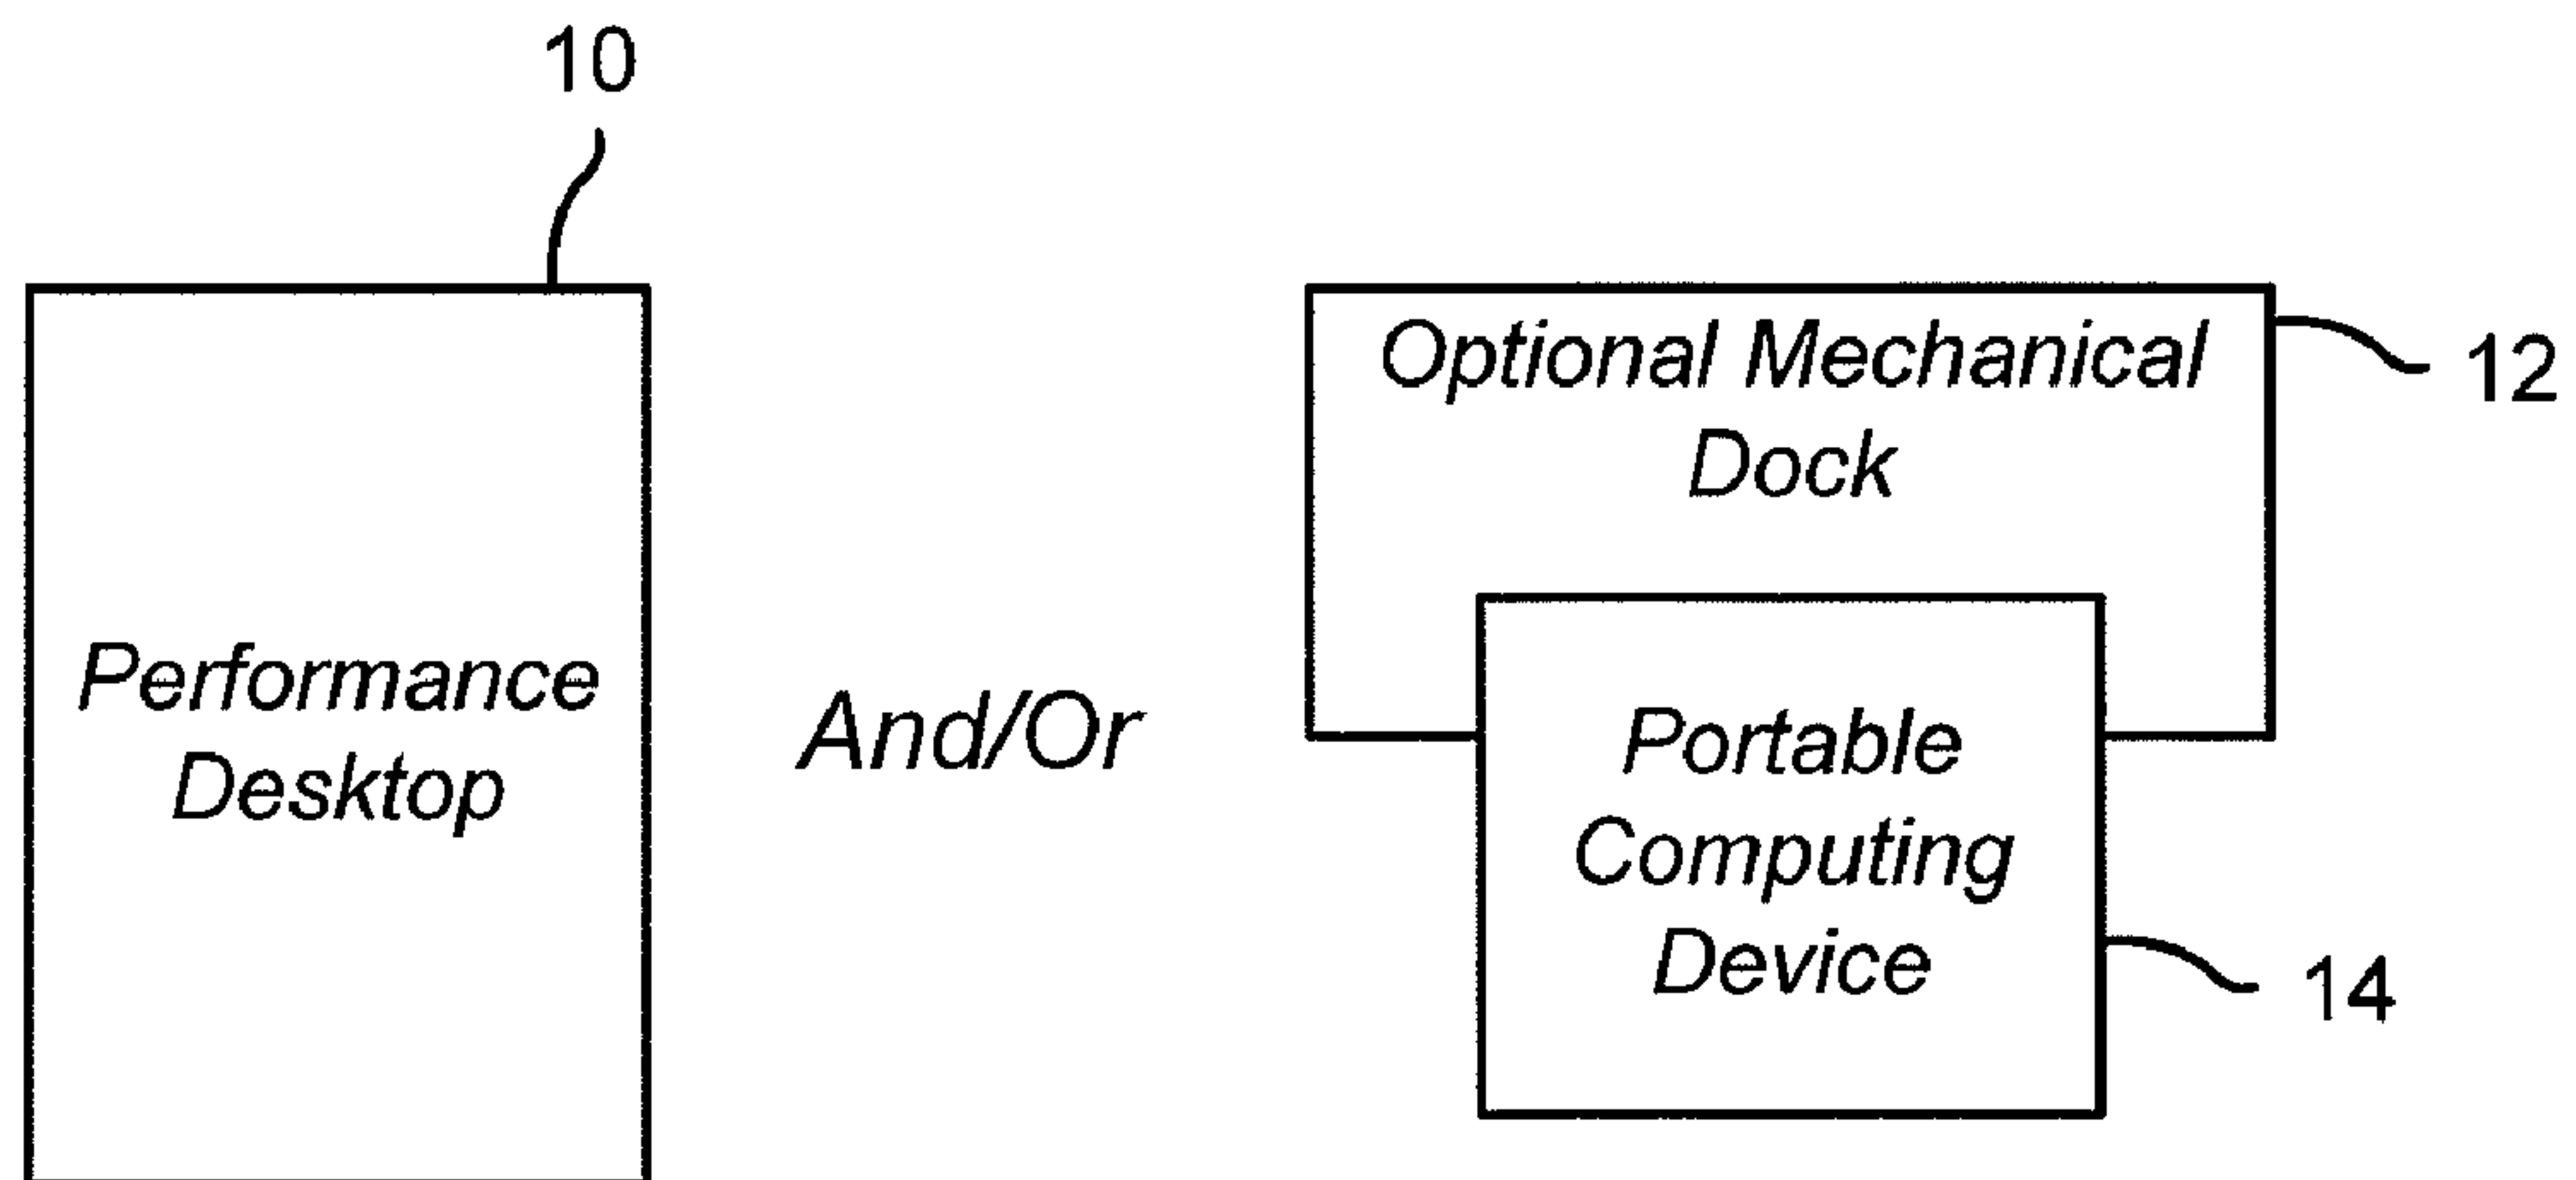 10
Performance
Desktop
And/Or
Optional Mechanical
Dock
12
Portable
Computing
Device
14